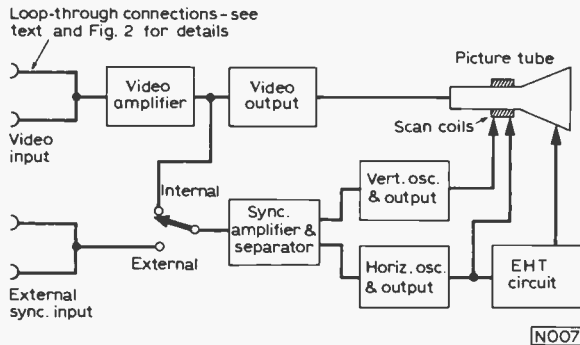 Loop-through connections-see
text and Fig. 2 for details
Picture tube
Video
amplifier
Video
output
Scan coils
Video
input
Internal
Vert. osc.
& output
Sync.
amplifier &
separator
External
Horiz. osc.
& output
EHT
circuit
External
sync. input
N007